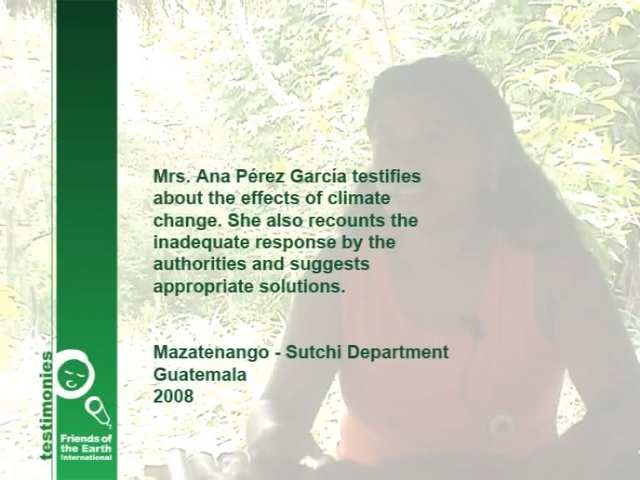 Mrs. Ana Pérez García testifies
about the effects of climate
change. She also recounts the
inadequate response by the
authorities and suggests
appropriate solutions.
Mazatenango - Sutchi Department
Guatemala
2008
testimonies
Friends of
the Earth
International